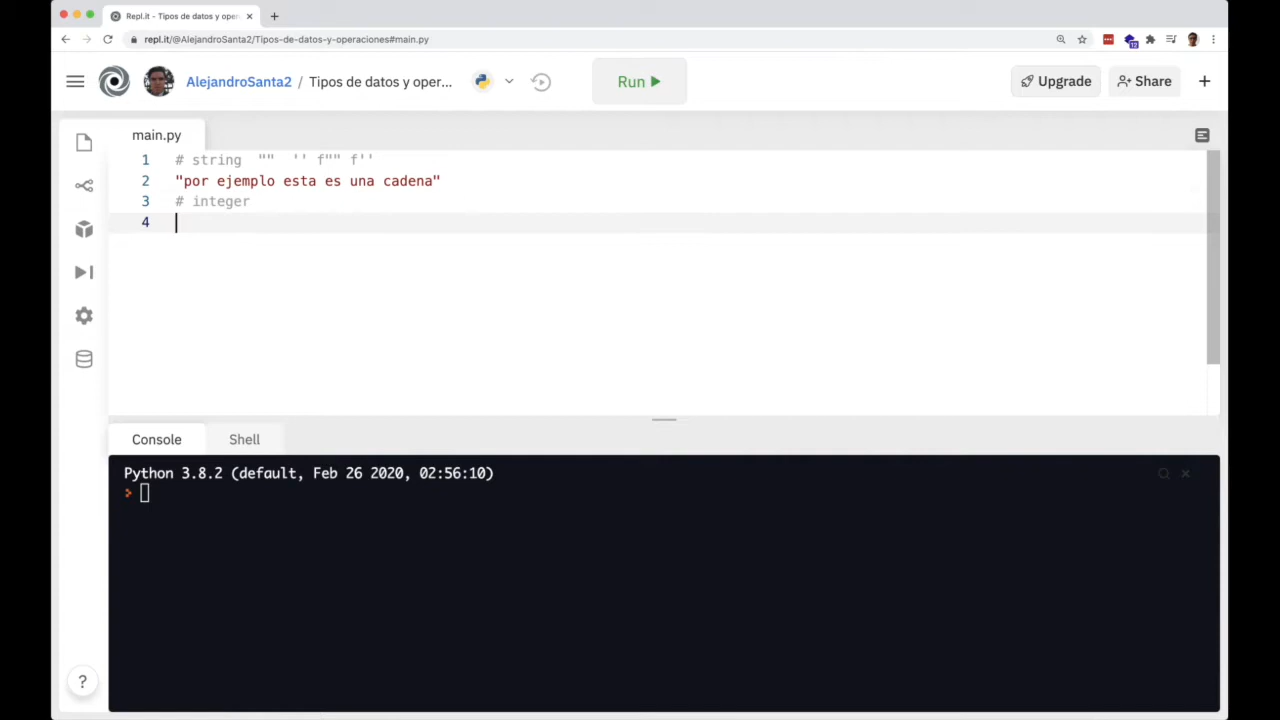 Repl.it - Tipos de datos y oper
repl.it/@AlejandroSanta2/Tipos-de-datos-y-operaciones#main.py
12
AlejandroSanta2 / Tipos de datos y oper...
Run
Upgrade
Share
main.py
1 # string "" '' f"" f''
2 "por ejemplo esta es una cadena"
3 # integer
4
Console
Shell
Python 3.8.2 (default, Feb 26 2020, 02:56:10)
?